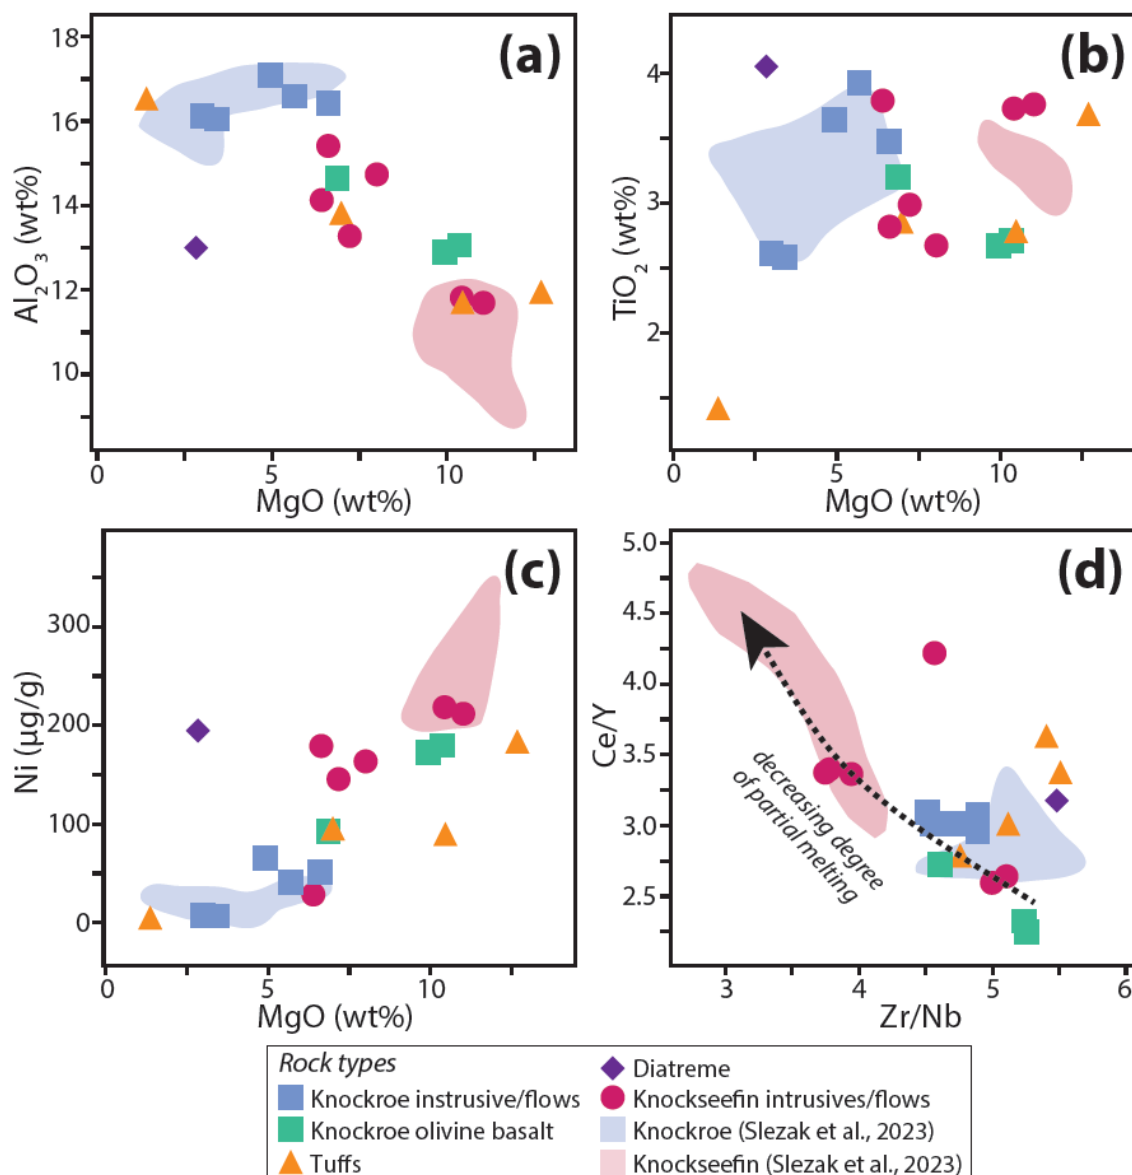 (a)
18
16
14
12
10
Al2O3 (wt%)
0 5 10
MgO (wt%)
(b)
4
3
2
TiO2 (wt%)
0 5 10
MgO (wt%)
(c)
300
200
100
0
Ni (µg/g)
0 5 10
MgO (wt%)
(d)
5.0
4.5
4.0
3.5
3.0
2.5
Ce/Y
decreasing degree
of partial melting
3 4 5 6
Zr/Nb
Rock types
Knockroe instrusive/flows
Knockroe olivine basalt
Tuffs
Diatreme
Knockseefin intrusives/flows
Knockroe (Slezak et al., 2023)
Knockseefin (Slezak et al., 2023)